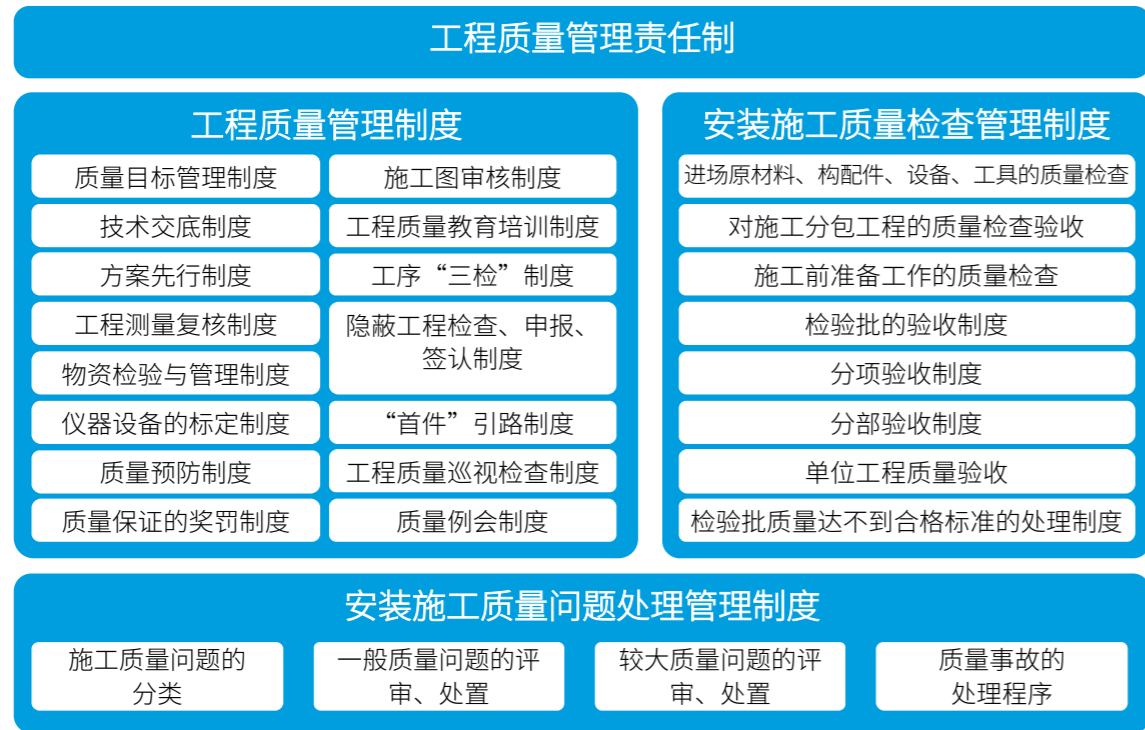 工程质量管理责任制
工程质量管理制度
质量目标管理制度
施工图审核制度
技术交底制度
工程质量教育培训制度
方案先行制度
工序“三检”制度
工程测量复核制度
隐蔽工程检查、申报、
签认制度
物资检验与管理制度
仪器设备的标定制度
“首件”引路制度
质量预防制度
工程质量巡视检查制度
质量保证的奖罚制度
质量例会制度
安装施工质量检查管理制度
进场原材料、构配件、设备、工具的质量检查
对施工分包工程的质量检查验收
施工前准备工作的质量检查
检验批的验收制度
分项验收制度
分部验收制度
单位工程质量验收
检验批质量达不到合格标准的处理制度
安装施工质量问题处理管理制度
施工质量问题的
分类
一般质量问题的评
审、处置
较大质量问题的评
审、处置
质量事故的
处理程序